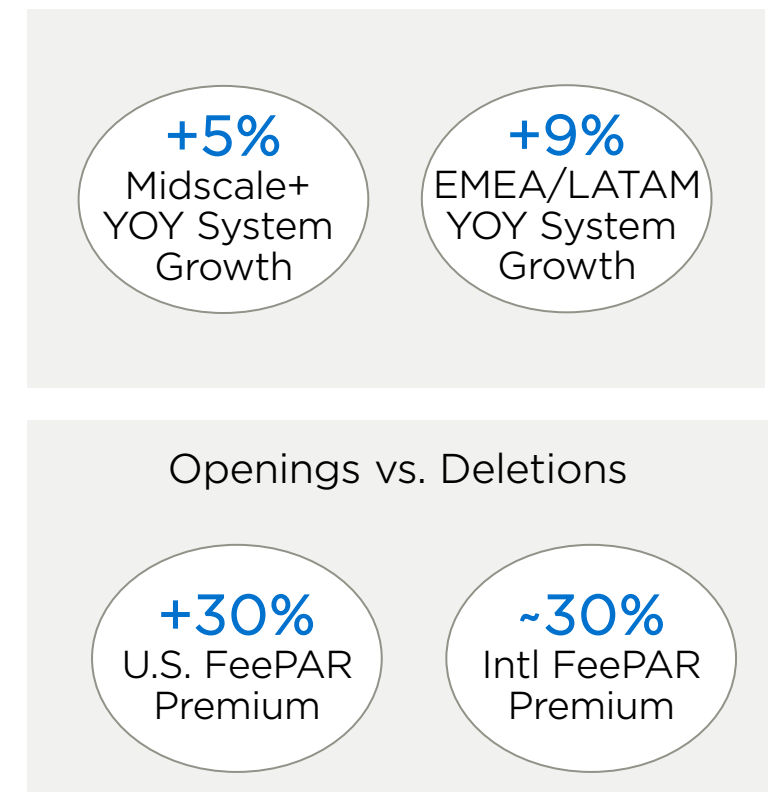 +5%
Midscale+
YOY System
Growth
+9%
EMEA/LATAM
YOY System
Growth
Openings vs. Deletions
+30%
U.S. FeePAR
Premium
~30%
Intl FeePAR
Premium